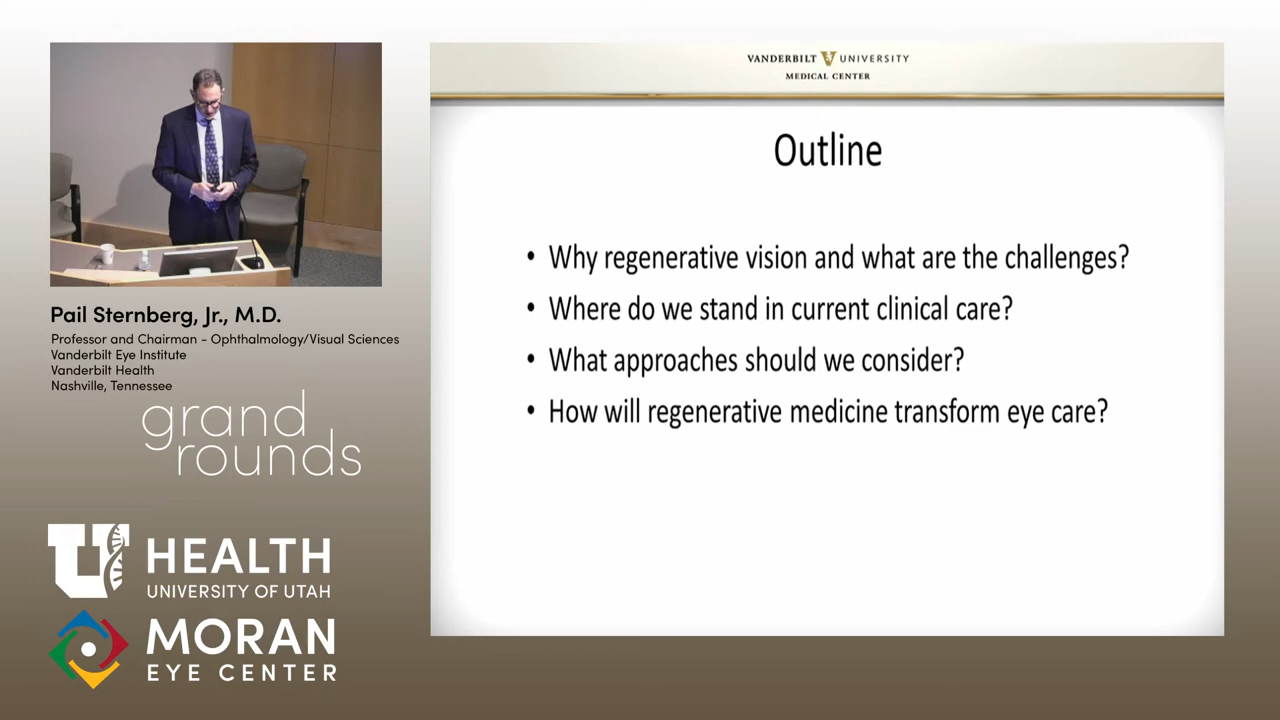 VANDERBILT V UNIVERSITY
MEDICAL CENTER
Outline
• Why regenerative vision and what are the challenges?
• Where do we stand in current clinical care?
• What approaches should we consider?
• How will regenerative medicine transform eye care?
Pail Sternberg, Jr., M.D.
Professor and Chairman - Ophthalmology/Visual Sciences
Vanderbilt Eye Institute
Vanderbilt Health
Nashville, Tennessee
grand
rounds
U HEALTH
UNIVERSITY OF UTAH
MORAN
EYE CENTER